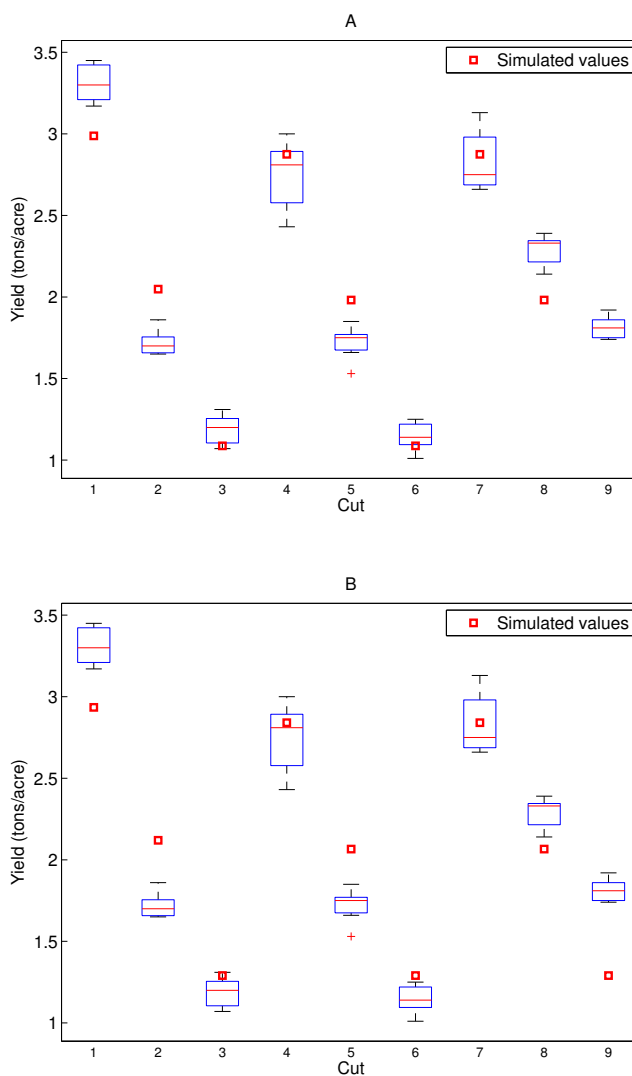 A
Simulated values
Yield (tons/acre)
3.5
3
2.5
2
1.5
1
1 2 3 4 5 6 7 8 9
Cut
B
Simulated values
Yield (tons/acre)
3.5
3
2.5
2
1.5
1
1 2 3 4 5 6 7 8 9
Cut